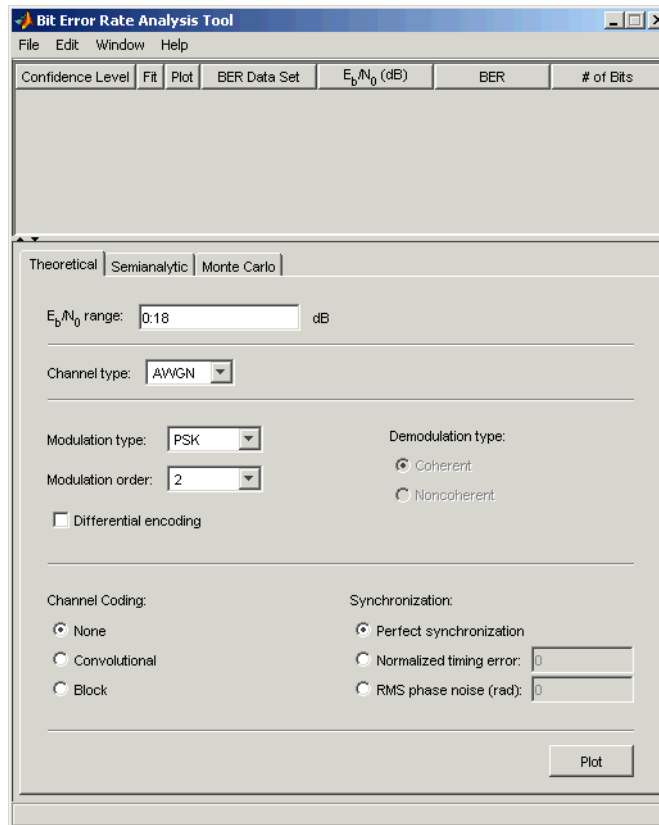 Bit Error Rate Analysis Tool
File Edit Window Help
Confidence Level Fit Plot BER Data Set Eb/N0 (dB) BER # of Bits
Theoretical Semianalytic Monte Carlo
Eb/N0 range: 0:18 dB
Channel type: AWGN
Modulation type: PSK Demodulation type:
Coherent
Modulation order: 2
Noncoherent
Differential encoding
Channel Coding: Synchronization:
None Perfect synchronization
Convolutional Normalized timing error: 0
Block RMS phase noise (rad): 0
Plot